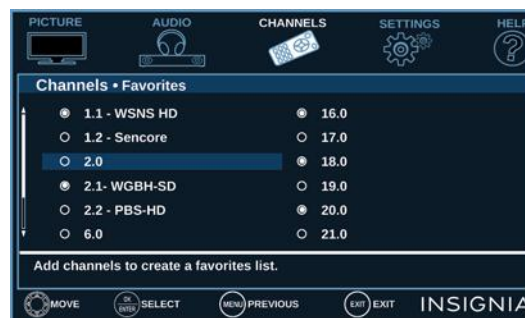 PICTURE AUDIO CHANNELS SETTINGS HELP
Channels • Favorites
1.1 - WSNS HD 16.0
1.2 - Sencore 17.0
2.0 18.0
2.1- WGBH-SD 19.0
2.2 - PBS-HD 20.0
6.0 21.0
Add channels to create a favorites list.
MOVE OK ENTER SELECT MENU PREVIOUS EXIT EXIT INSIGNIA